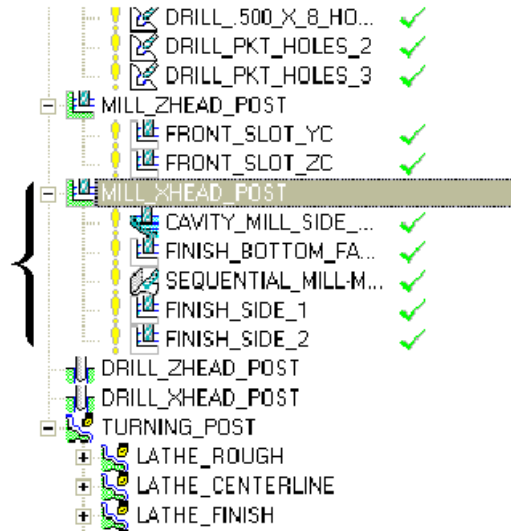 DRILL_.500_X_8_HO...
DRILL_PKT_HOLES_2
DRILL_PKT_HOLES_3
MILL_ZHEAD_POST
FRONT_SLOT_YC
FRONT_SLOT_ZC
MILL_XHEAD_POST
CAVITY_MILL_SIDE_...
FINISH_BOTTOM_FA...
SEQUENTIAL_MILL-M...
FINISH_SIDE_1
FINISH_SIDE_2
DRILL_ZHEAD_POST
DRILL_XHEAD_POST
TURNING_POST
LATHE_ROUGH
LATHE_CENTERLINE
LATHE_FINISH